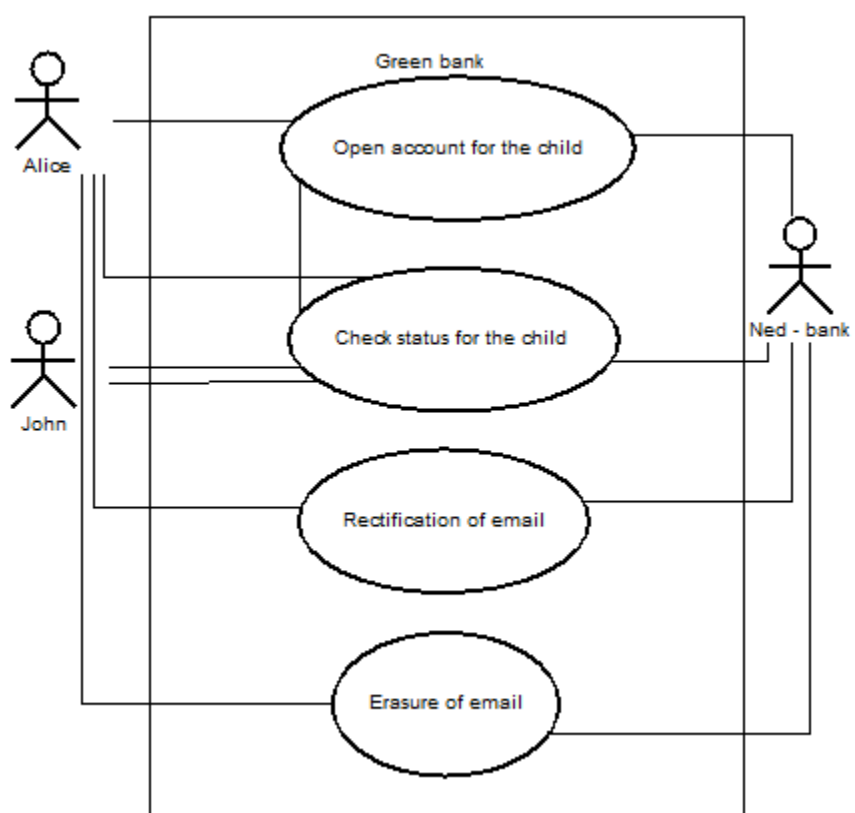 Green bank
Alice
Open account for the child
Ned - bank
Check status for the child
John
Rectification of email
Erasure of email